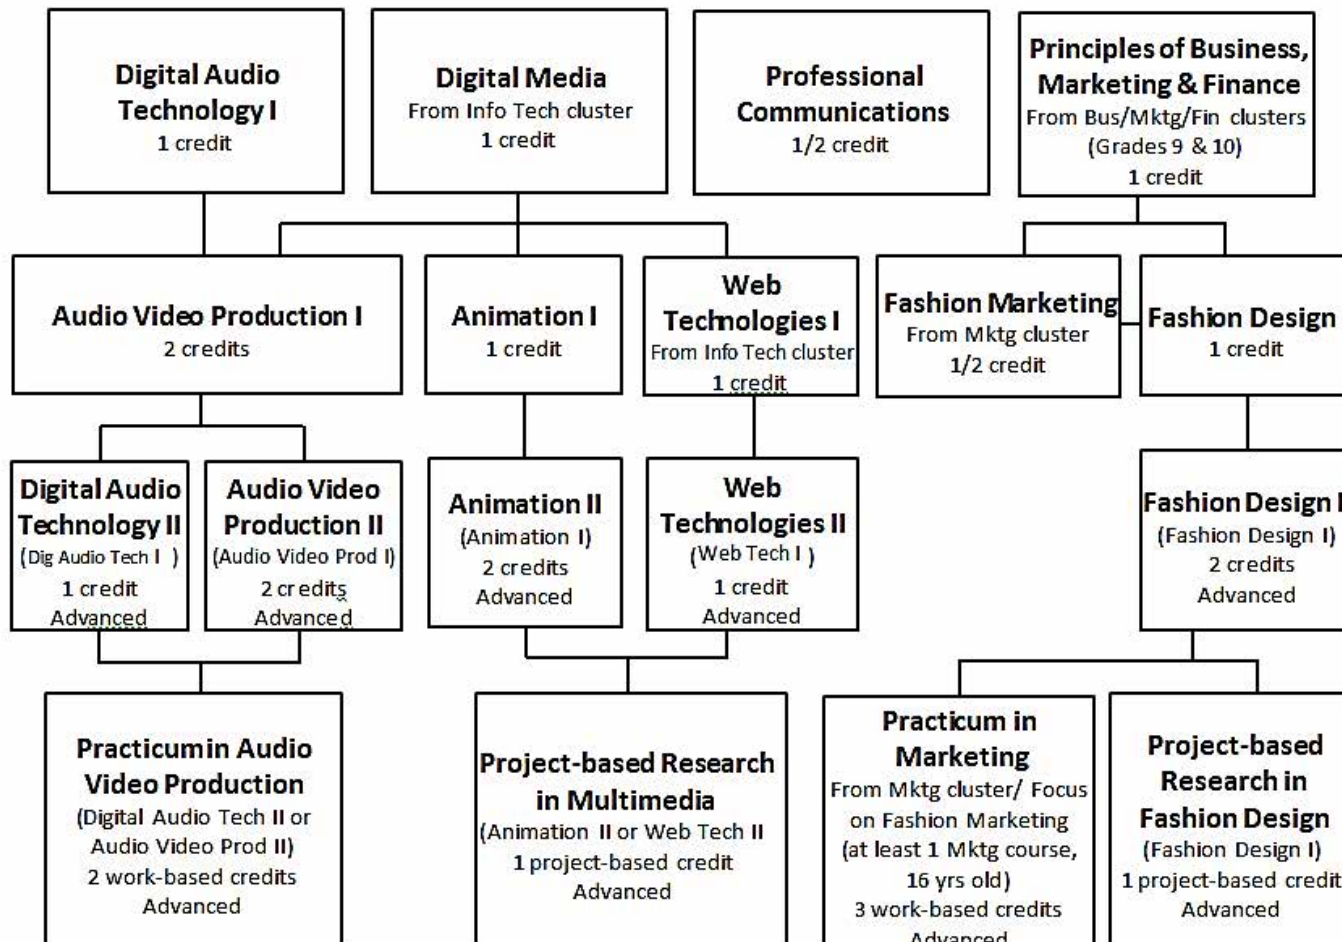 Digital Audio
Technology I
1 credit
Digital Media
From Info Tech cluster
1 credit
Professional
Communications
1/2 credit
Principles of Business,
Marketing & Finance
From Bus/Mktg/Fin clusters
(Grades 9 & 10)
1 credit
Audio Video Production I
2 credits
Animation I
1 credit
Web
Technologies I
From Info Tech cluster
1 credit
Fashion Marketing
From Mktg cluster
1/2 credit
Fashion Design
1 credit
Digital Audio
Technology II
(Dig Audio Tech I )
1 credit
Advanced
Audio Video
Production II
(Audio Video Prod I)
2 credits
Advanced
Animation II
(Animation I)
2 credits
Advanced
Web
Technologies II
(Web Tech I )
1 credit
Advanced
Fashion Design I
(Fashion Design I)
2 credits
Advanced
Practicum in Audio
Video Production
(Digital Audio Tech II or
Audio Video Prod II)
2 work-based credits
Advanced
Project-based Research
in Multimedia
(Animation II or Web Tech II
1 project-based credit
Advanced
Practicum in
Marketing
From Mktg cluster/ Focus
on Fashion Marketing
(at least 1 Mktg course,
16 yrs old)
3 work-based credits
Advanced
Project-based
Research in
Fashion Design
(Fashion Design I)
1 project-based credit
Advanced